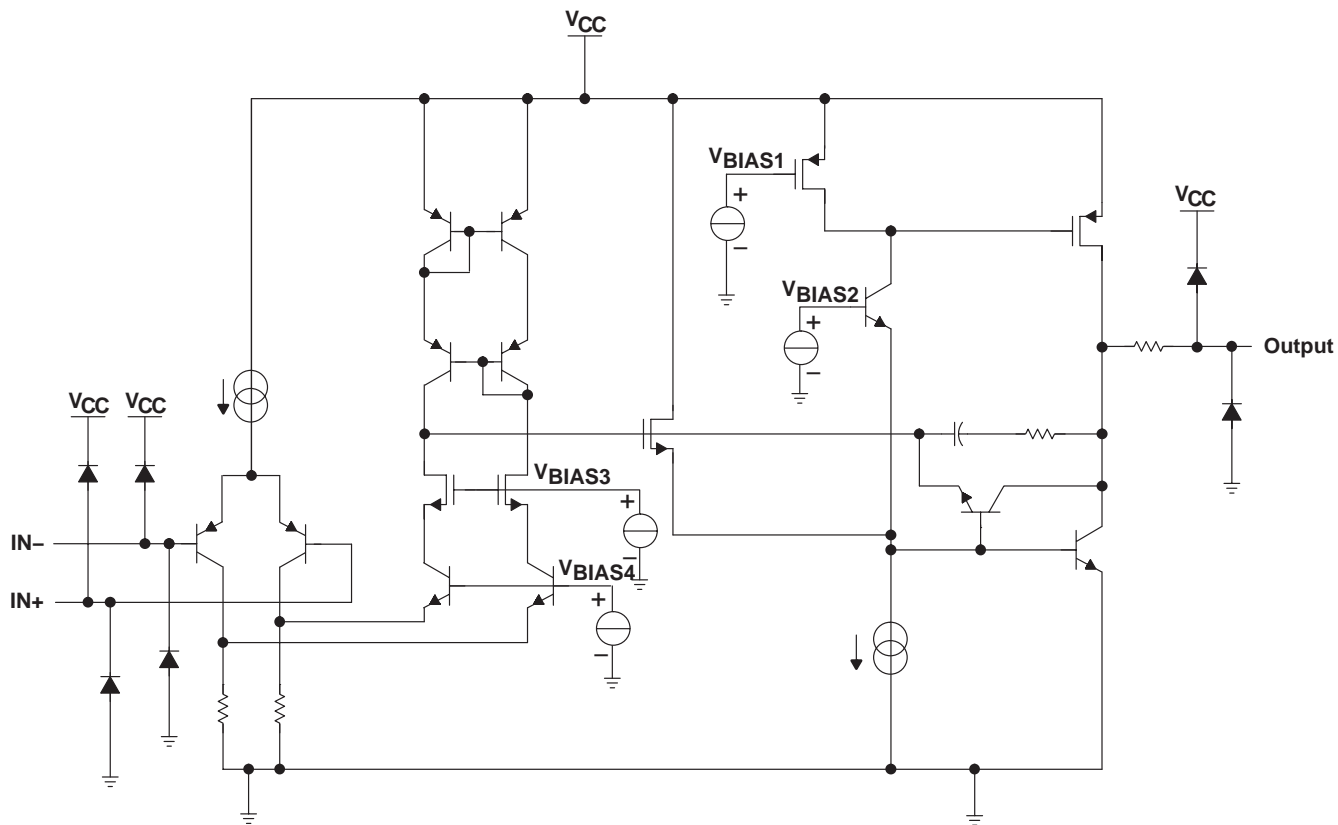 VCC
VBIAS1
+
−
VCC
VBIAS2
+
−
Output
VCC
VCC
VBIAS3
+
−
IN−
VBIAS4
IN+
+
−